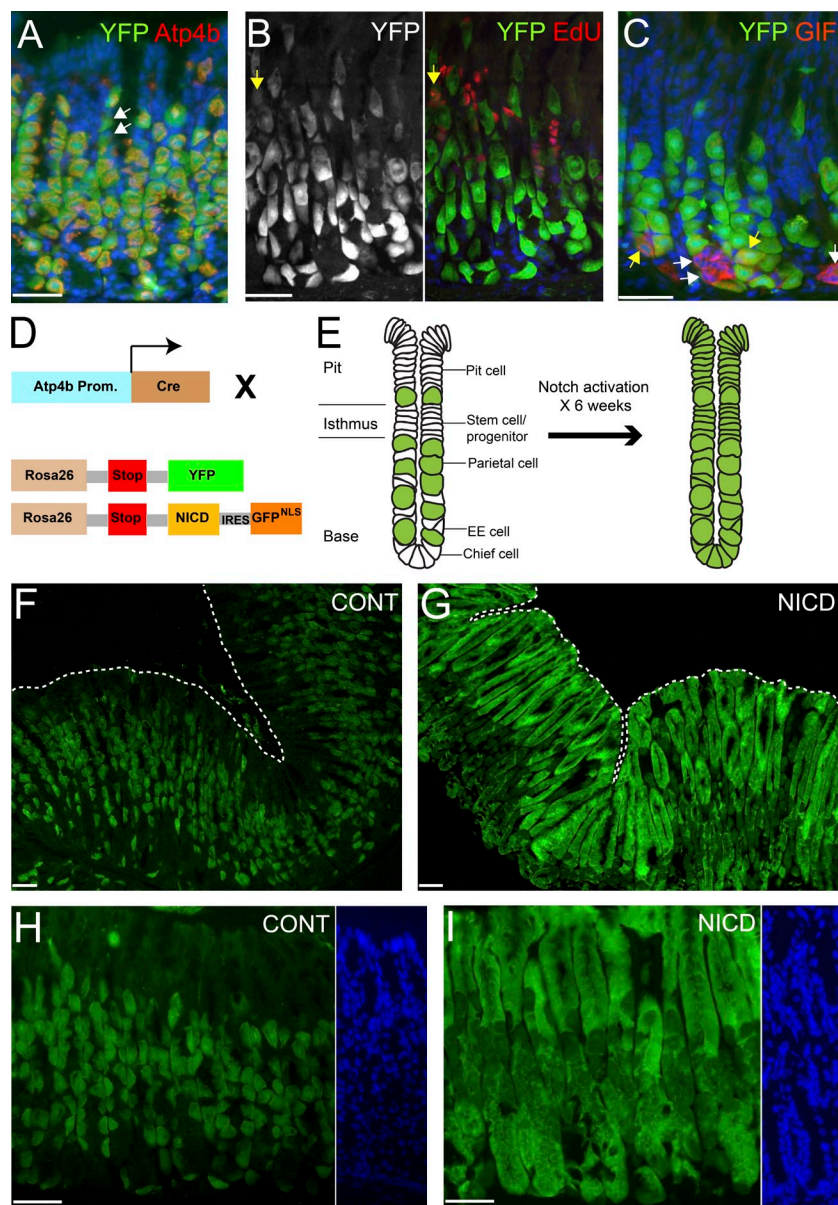 A YFP Atp4b
B YFP YFP EdU
C YFP GIF
D
Atp4b Prom. Cre X
Rosa26 Stop YFP
Rosa26 Stop NICD IRES GFP^NLS
E
Pit
Isthmus
Base
Pit cell
Stem cell/
progenitor
Parietal cell
EE cell
Chief cell
Notch activation
X 6 weeks
F CONT
G NICD
H CONT
I NICD